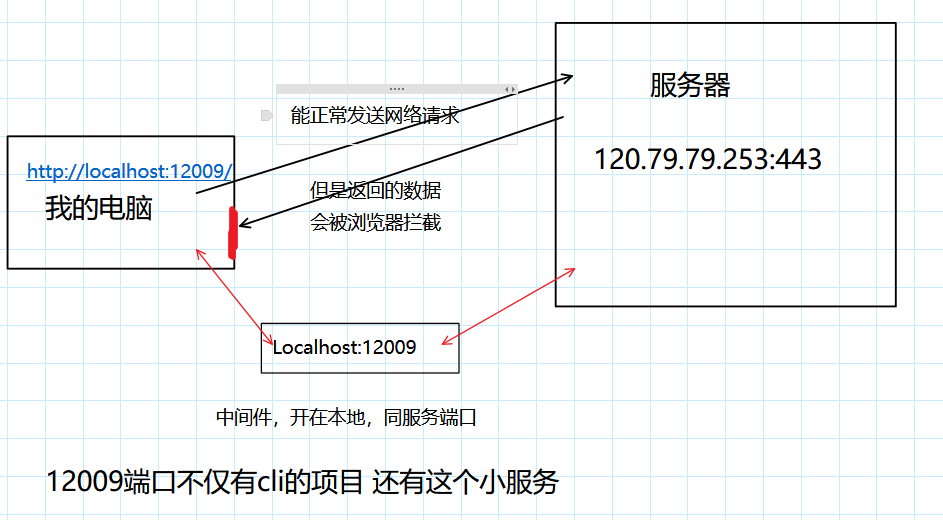 服务器
能正常发送网络请求
120.79.79.253:443
http://localhost:12009/
我的电脑
但是返回的数据
会被浏览器拦截
Localhost:12009
中间件，开在本地，同服务端口
12009端口不仅有cli的项目 还有这个小服务